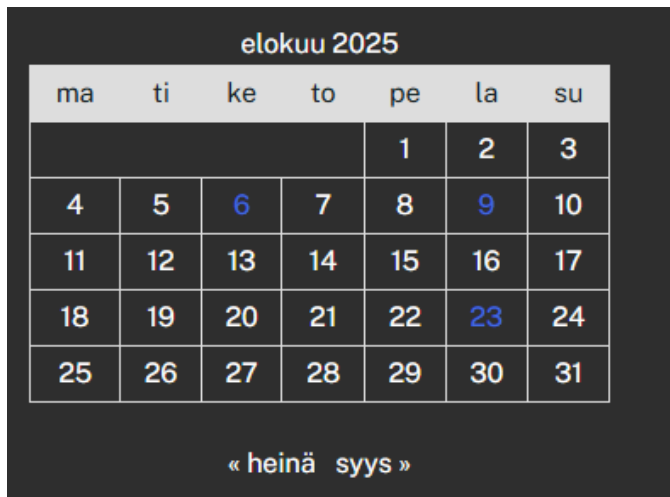 elokuu 2025
ma ti ke to pe la su
1 2 3
4 5 6 7 8 9 10
11 12 13 14 15 16 17
18 19 20 21 22 23 24
25 26 27 28 29 30 31
« heinä syys »